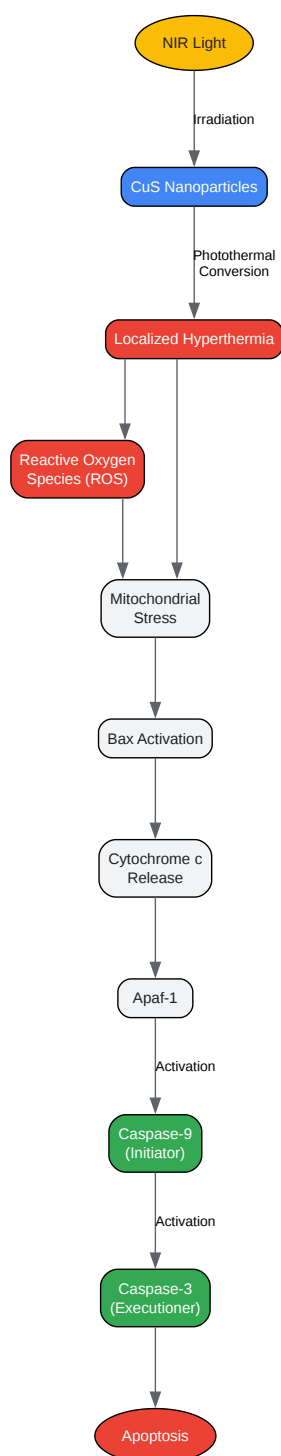 NIR Light
Irradiation
CuS Nanoparticles
Photothermal
Conversion
Localized Hyperthermia
Reactive Oxygen
Species (ROS)
Mitochondrial
Stress
Bax Activation
Cytochrome c
Release
Apaf-1
Activation
Caspase-9
(Initiator)
Activation
Caspase-3
(Executioner)
Apoptosis